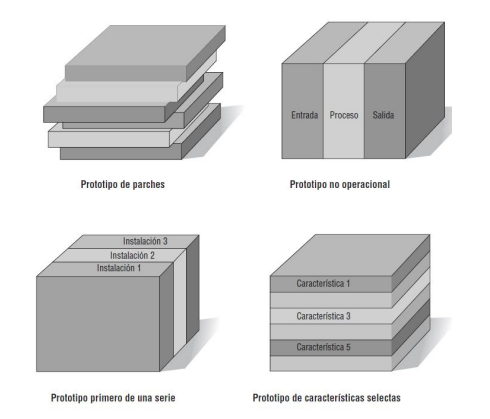 Prototipo de parches
Entrada
Proceso
Salida
Prototipo no operacional
Instalación 3
Instalación 2
Instalación 1
Prototipo primero de una serie
Característica 1
Característica 3
Característica 5
Prototipo de características selectas